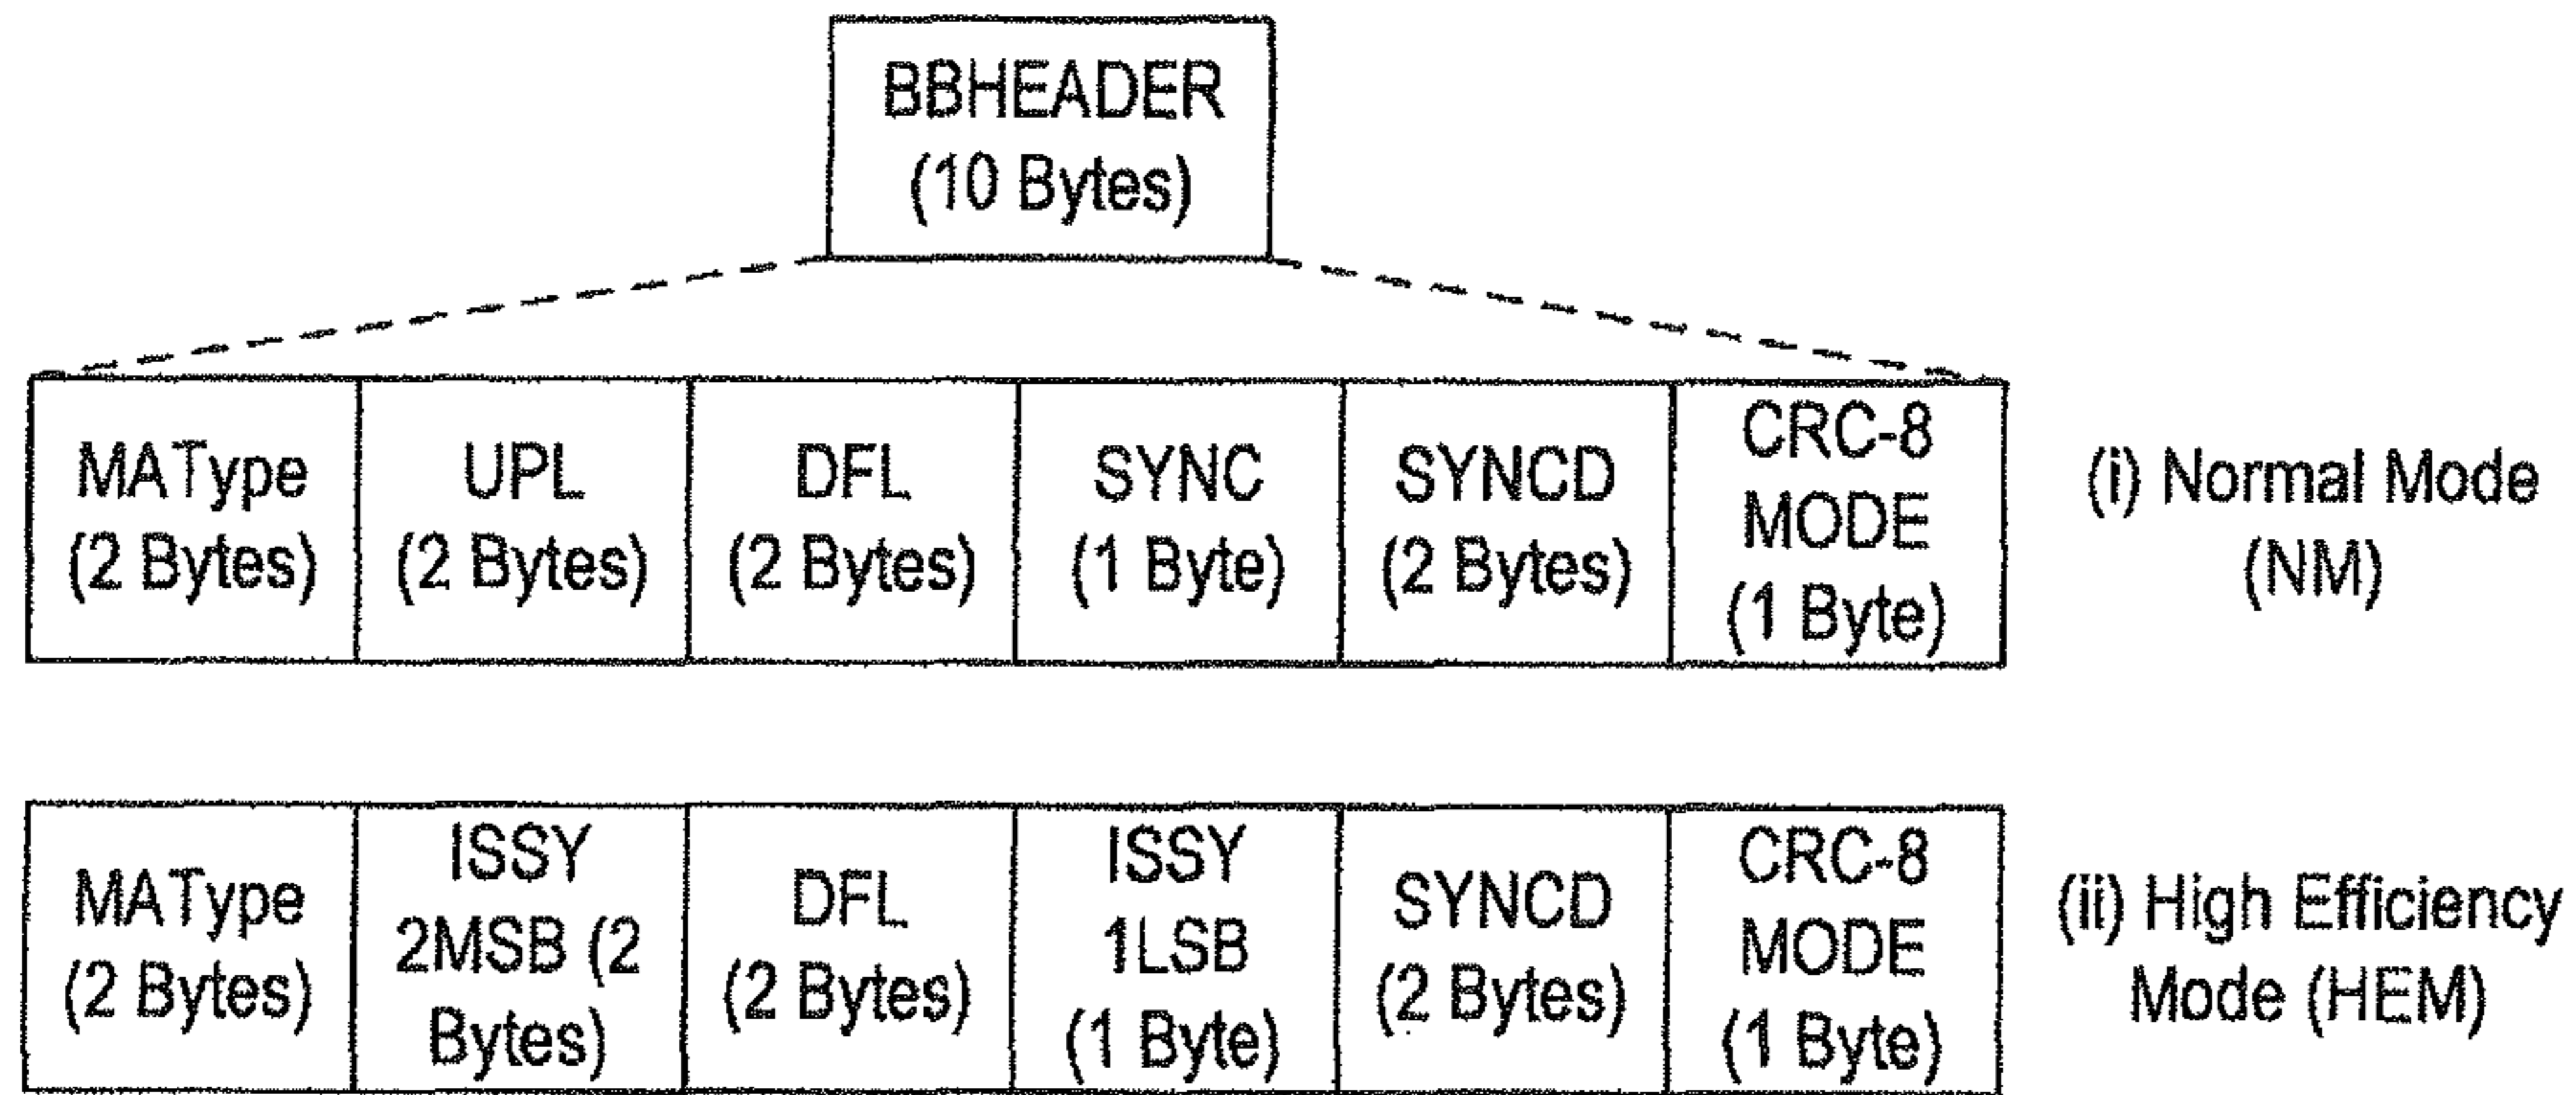 BBHEADER
(10 Bytes)
MAType
(2 Bytes)
UPL
(2 Bytes)
DFL
(2 Bytes)
SYNC
(1 Byte)
SYNCD
(2 Bytes)
CRC-8
MODE
(1 Byte)
(i) Normal Mode
(NM)
MAType
(2 Bytes)
ISSY
2MSB (2
Bytes)
DFL
(2 Bytes)
ISSY
1LSB
(1 Byte)
SYNCD
(2 Bytes)
CRC-8
MODE
(1 Byte)
(ii) High Efficiency
Mode (HEM)